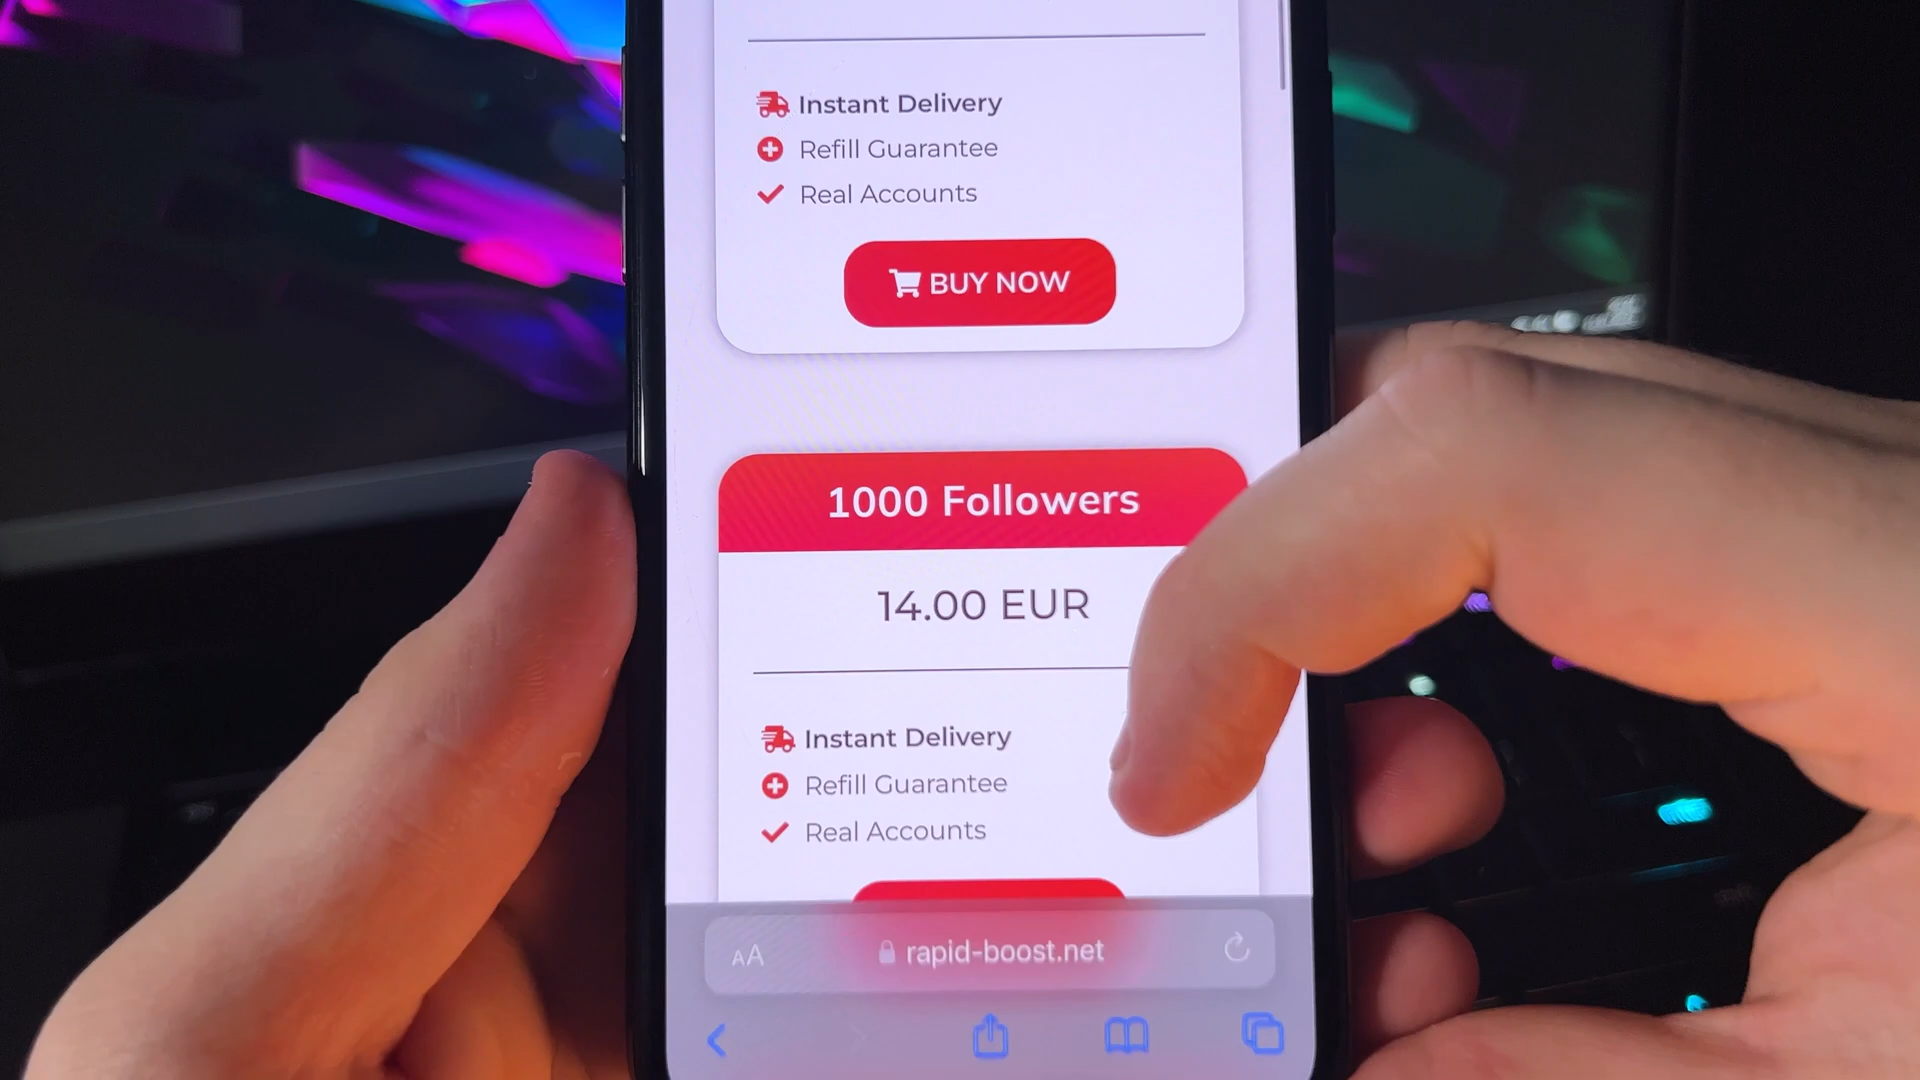 Instant Delivery
Refill Guarantee
Real Accounts
BUY NOW
1000 Followers
14.00 EUR
Instant Delivery
Refill Guarantee
Real Accounts
AA
rapid-boost.net